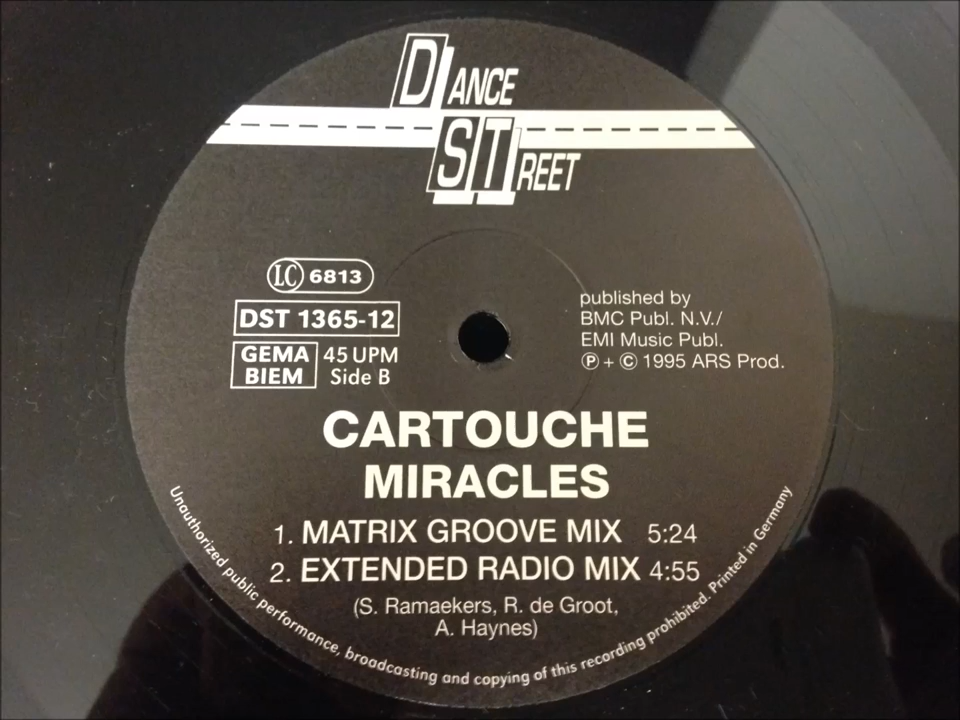 DANCE
STREET
LC 6813
DST 1365-12
GEMA
BIEM
45 UPM
Side B
published by
BMC Publ. N.V./
EMI Music Publ.
Ⓟ + © 1995 ARS Prod.
CARTOUCHE
MIRACLES
1. MATRIX GROOVE MIX 5:24
2. EXTENDED RADIO MIX 4:55
(S. Ramaekers, R. de Groot,
A. Haynes)
Unauthorized public performance, broadcasting and copying of this recording prohibited. Printed in Germany